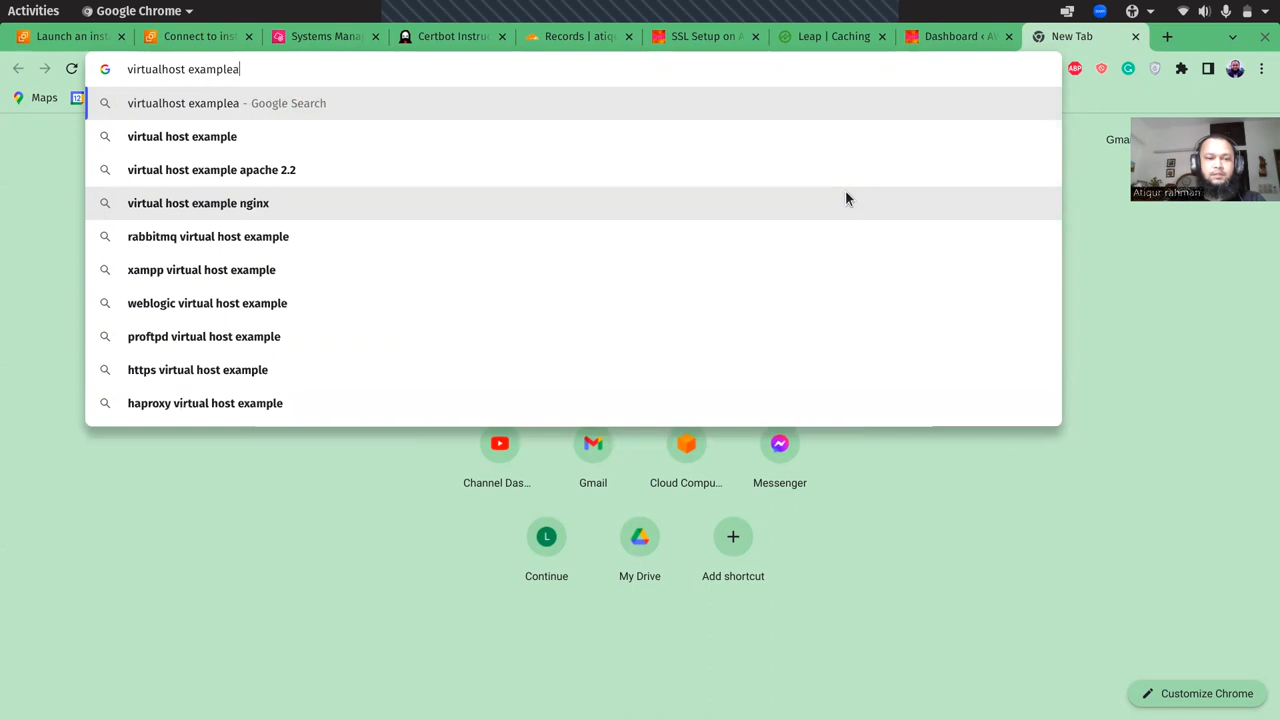 Activities
Google Chrome
Launch an inst
Connect to ins
Systems Mana
Certbot Instruc
Records | atiq
SSL Setup on A
Leap | Caching
Dashboard ‹ A
New Tab
virtualhost examplea
Maps
virtualhost examplea - Google Search
Gma
virtual host example
virtual host example apache 2.2
Atiqur rahman
virtual host example nginx
rabbitmq virtual host example
xampp virtual host example
weblogic virtual host example
proftpd virtual host example
https virtual host example
haproxy virtual host example
Channel Das...
Gmail
Cloud Compu...
Messenger
L
Continue
My Drive
Add shortcut
Customize Chrome